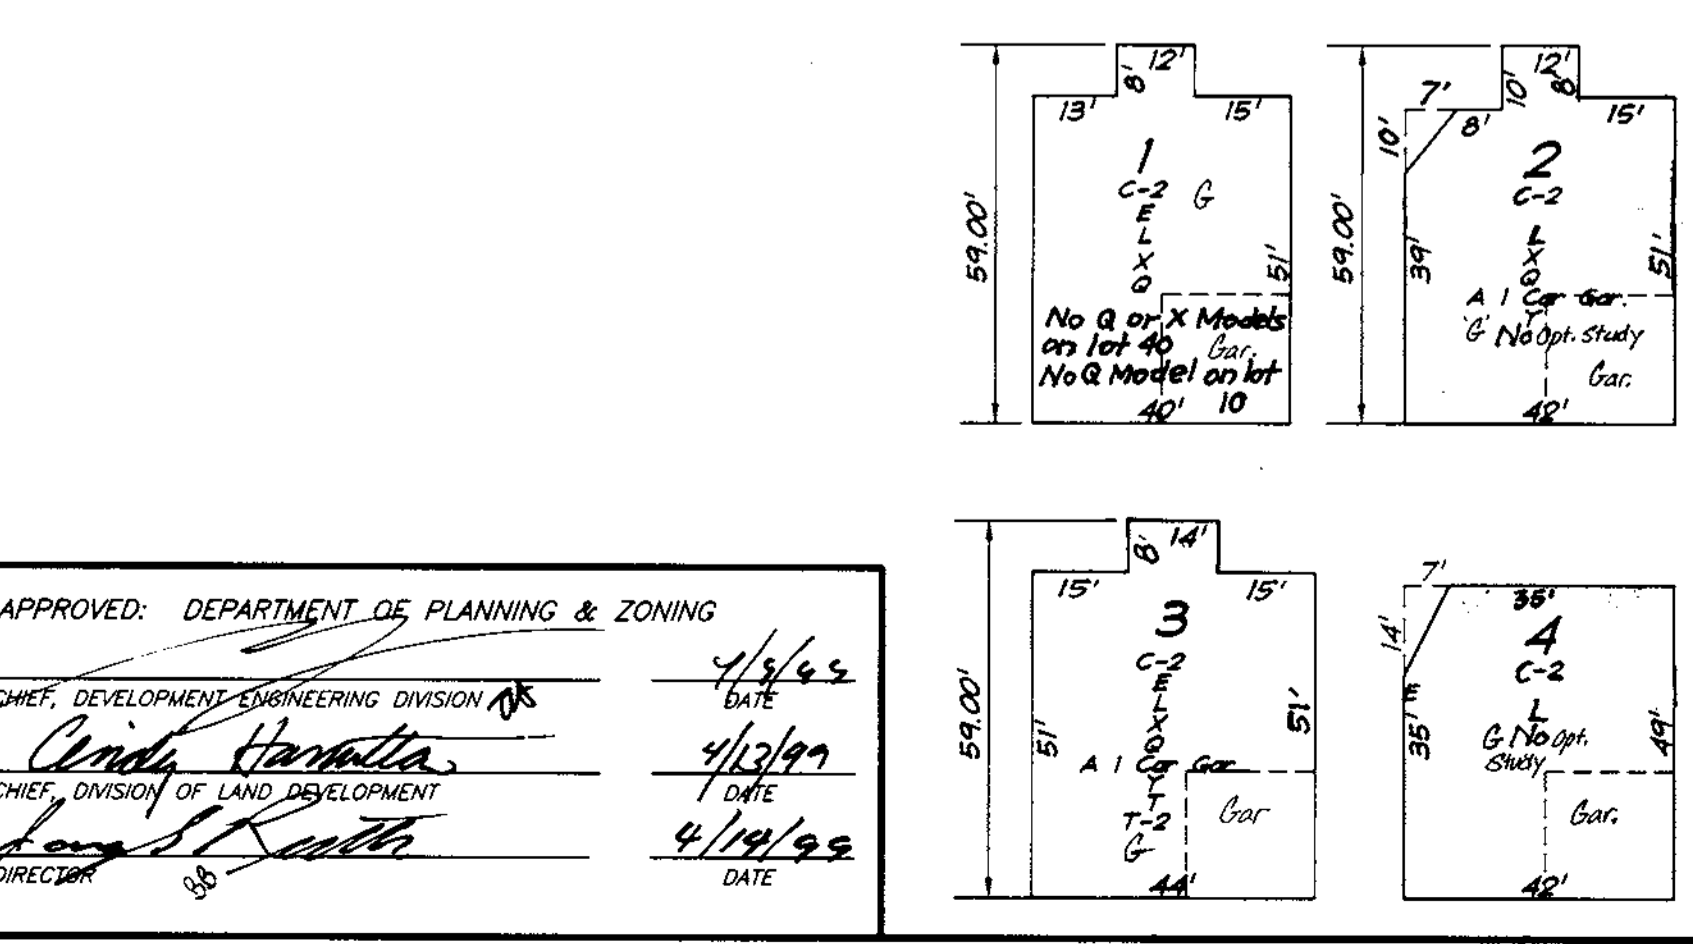 12'
8'
13'
15'
59.00'
1
C-2 G
E
L
X
Q
51'
No Q or X Models
on lot 40
Gar.
No Q Model on lot
10
40'
12'
10'
8'
7'
8'
15'
10'
59.00'
2
C-2
L
X
Q
39'
51'
A 1 Car Gar.
Y
'G' No Opt. Study
Gar.
42'
14'
8'
15'
15'
59.00'
3
C-2
E
L
X
Q
51'
51'
A 1 Car Gar
Y
T
T-2
G
Gar
44'
7'
35'
14'
4
C-2
E
L
35'
49'
G No Opt.
Study
Gar.
42'
APPROVED: DEPARTMENT OF PLANNING & ZONING
CHIEF, DEVELOPMENT ENGINEERING DIVISION
DATE
4/13/99
CHIEF, DIVISION OF LAND DEVELOPMENT
DATE
4/14/99
DIRECTOR
BB
DATE